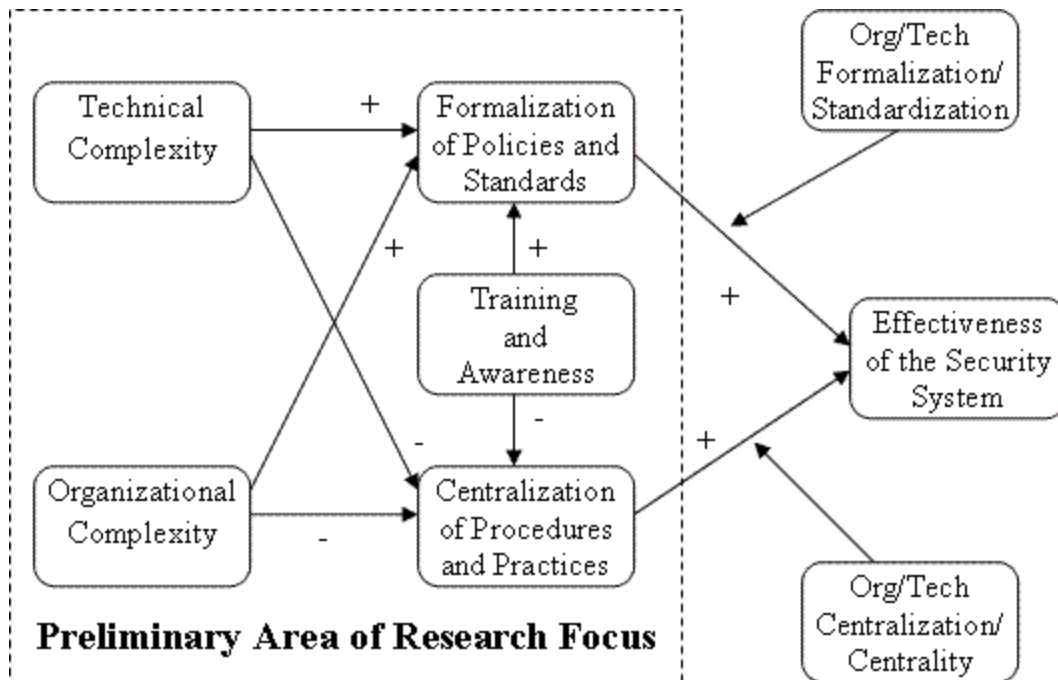 Technical
Complexity
+
Formalization
of Policies and
Standards
Org/Tech
Formalization/
Standardization
+
+
Training
and
Awareness
+
Effectiveness
of the Security
System
-
-
+
Organizational
Complexity
-
Centralization
of Procedures
and Practices
Org/Tech
Centralization/
Centrality
Preliminary Area of Research Focus